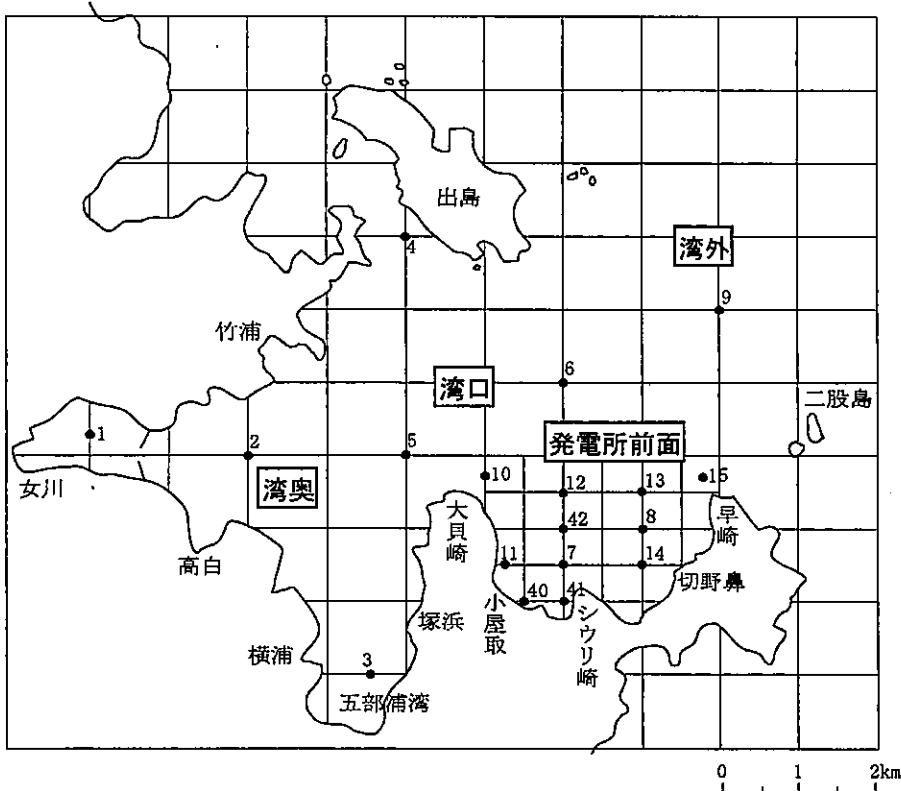 出島
4
湾外
9
竹浦
6
湾口
二股島
発電所前面
1
2
5
10
15
湾奥
12
13
女川
大貝崎
早崎
42
8
高白
11
7
14
切野鼻
40
41
小屋取
シウリ崎
塚浜
横浦
3
五部浦湾
0 1 2km